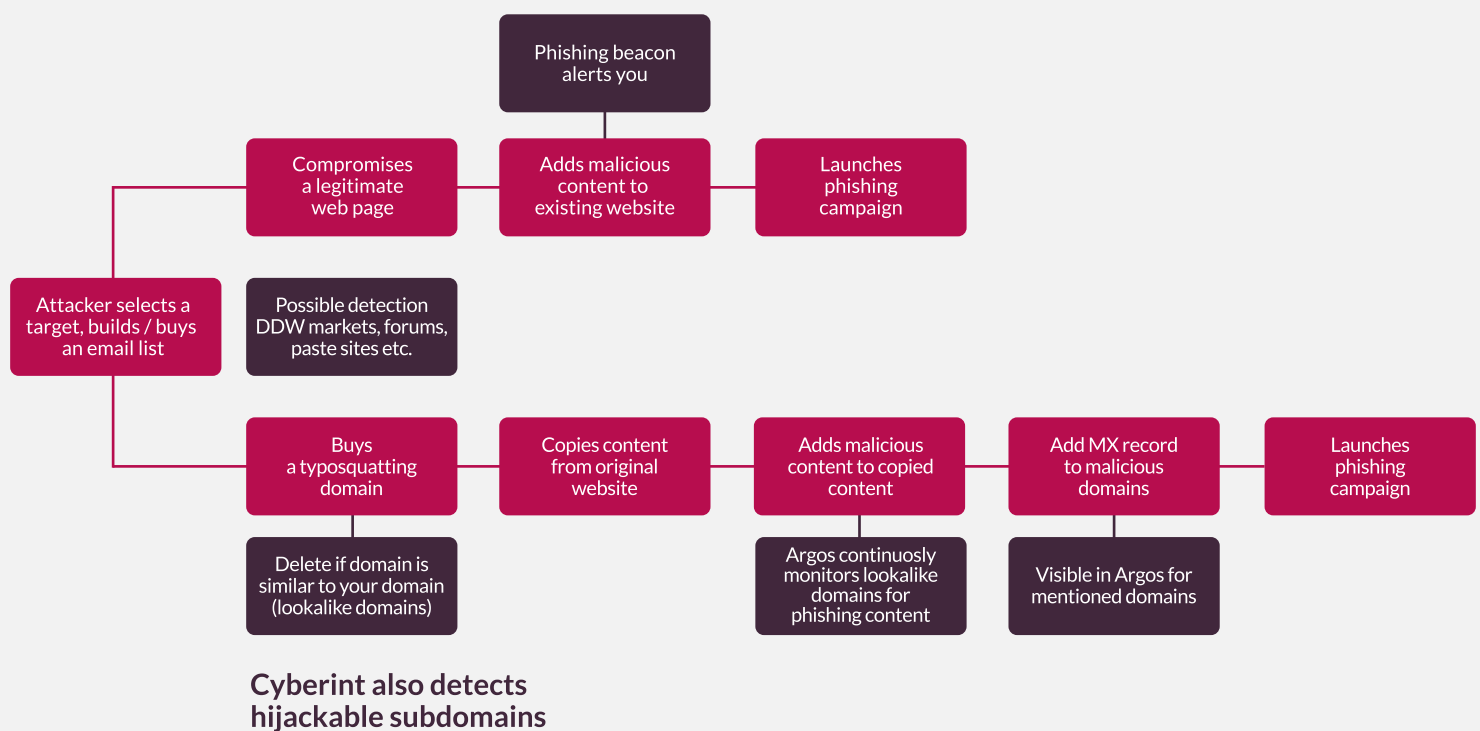 Phishing beacon
alerts you
Compromises
a legitimate
web page
Adds malicious
content to
existing website
Launches
phishing
campaign
Attacker selects a
target, builds / buys
an email list
Possible detection
DDW markets, forums,
paste sites etc.
Buys
a typosquatting
domain
Copies content
from original
website
Adds malicious
content to copied
content
Add MX record
to malicious
domains
Launches
phishing
campaign
Delete if domain is
similar to your domain
(lookalike domains)
Argos continuosly
monitors lookalike
domains for
phishing content
Visible in Argos for
mentioned domains
Cyberint also detects
hijackable subdomains